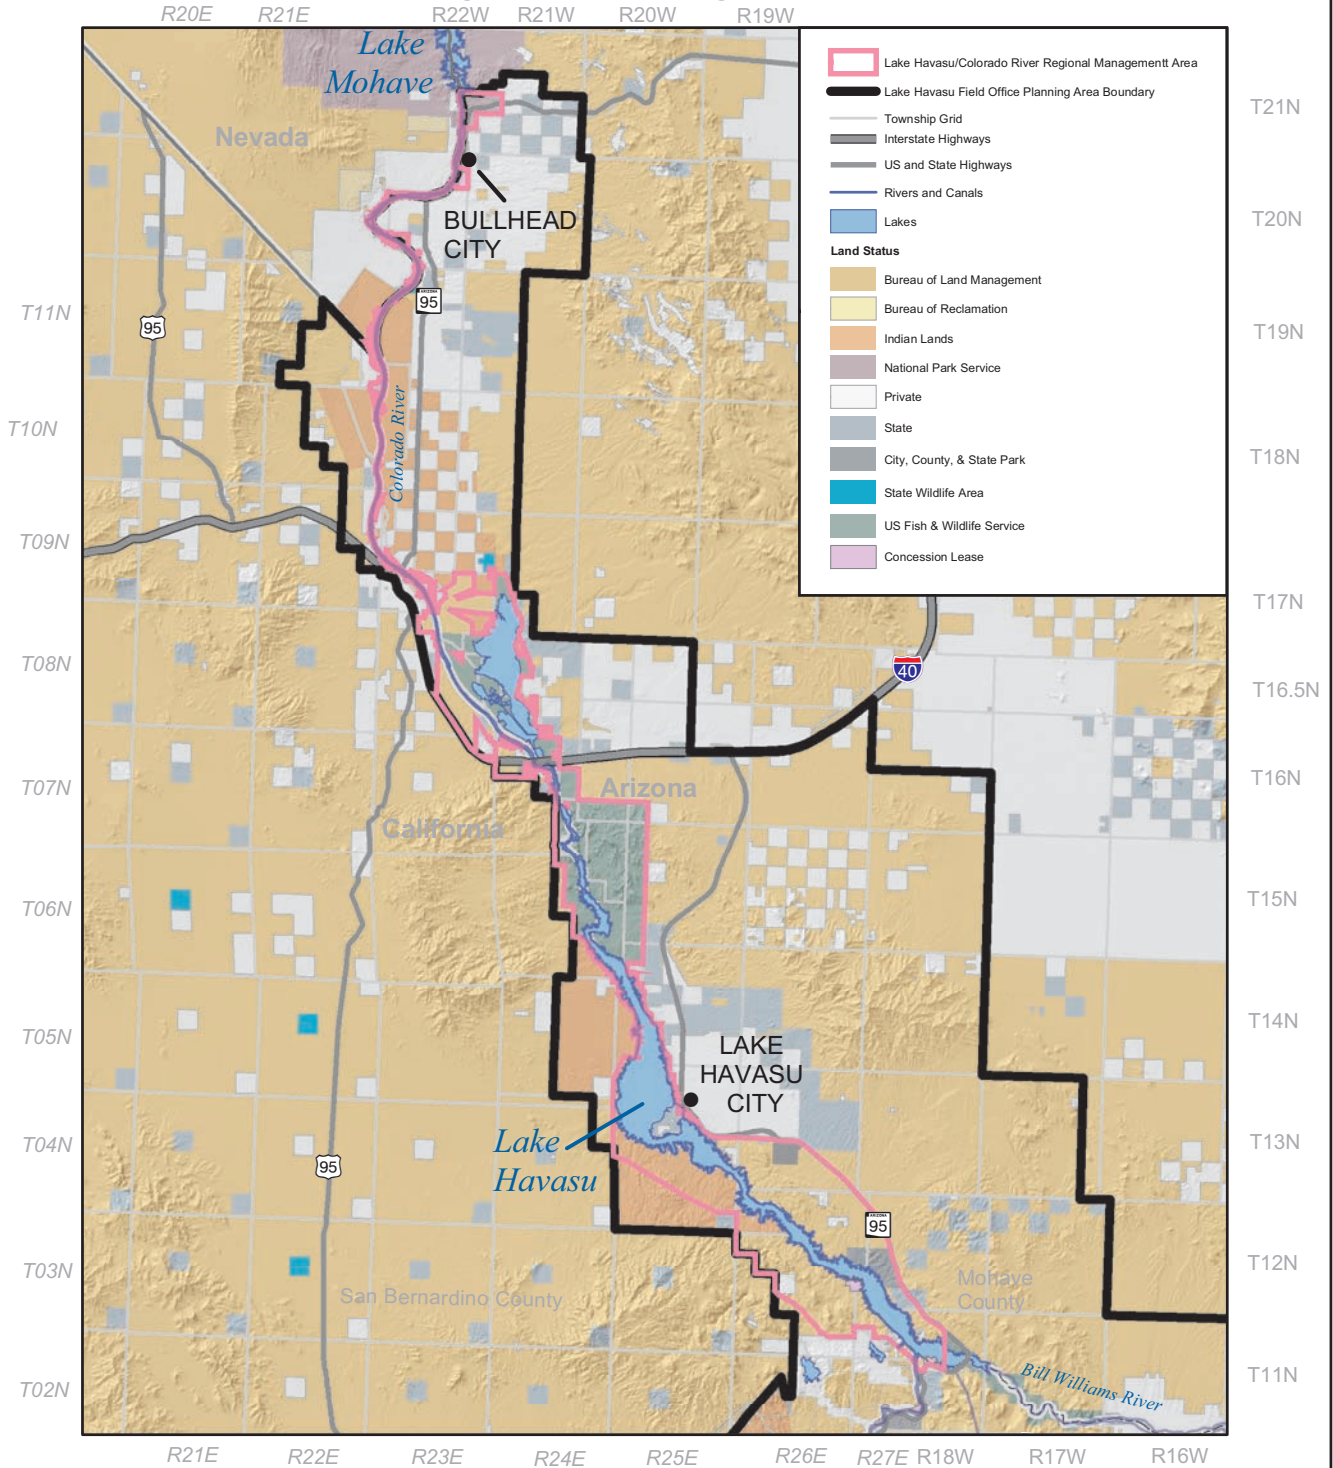 R20E R21E R22W R21W R20W R19W
Lake
Mohave
Nevada
BULLHEAD
CITY
ARIZONA
95
95
Colorado River
Lake Havasu/Colorado River Regional Managementt Area
Lake Havasu Field Office Planning Area Boundary
Township Grid
Interstate Highways
US and State Highways
Rivers and Canals
Lakes
Land Status
Bureau of Land Management
Bureau of Reclamation
Indian Lands
National Park Service
Private
State
City, County, & State Park
State Wildlife Area
US Fish & Wildlife Service
Concession Lease
T21N
T20N
T19N
T18N
T17N
T16.5N
T16N
T15N
T14N
T13N
T12N
T11N
T11N
T10N
T09N
T08N
T07N
T06N
T05N
T04N
T03N
T02N
40
Arizona
California
LAKE
HAVASU
CITY
Lake
Havasu
95
ARIZONA
95
San Bernardino County
Mohave
County
Bill Williams River
R21E R22E R23E R24E R25E R26E R27E R18W R17W R16W